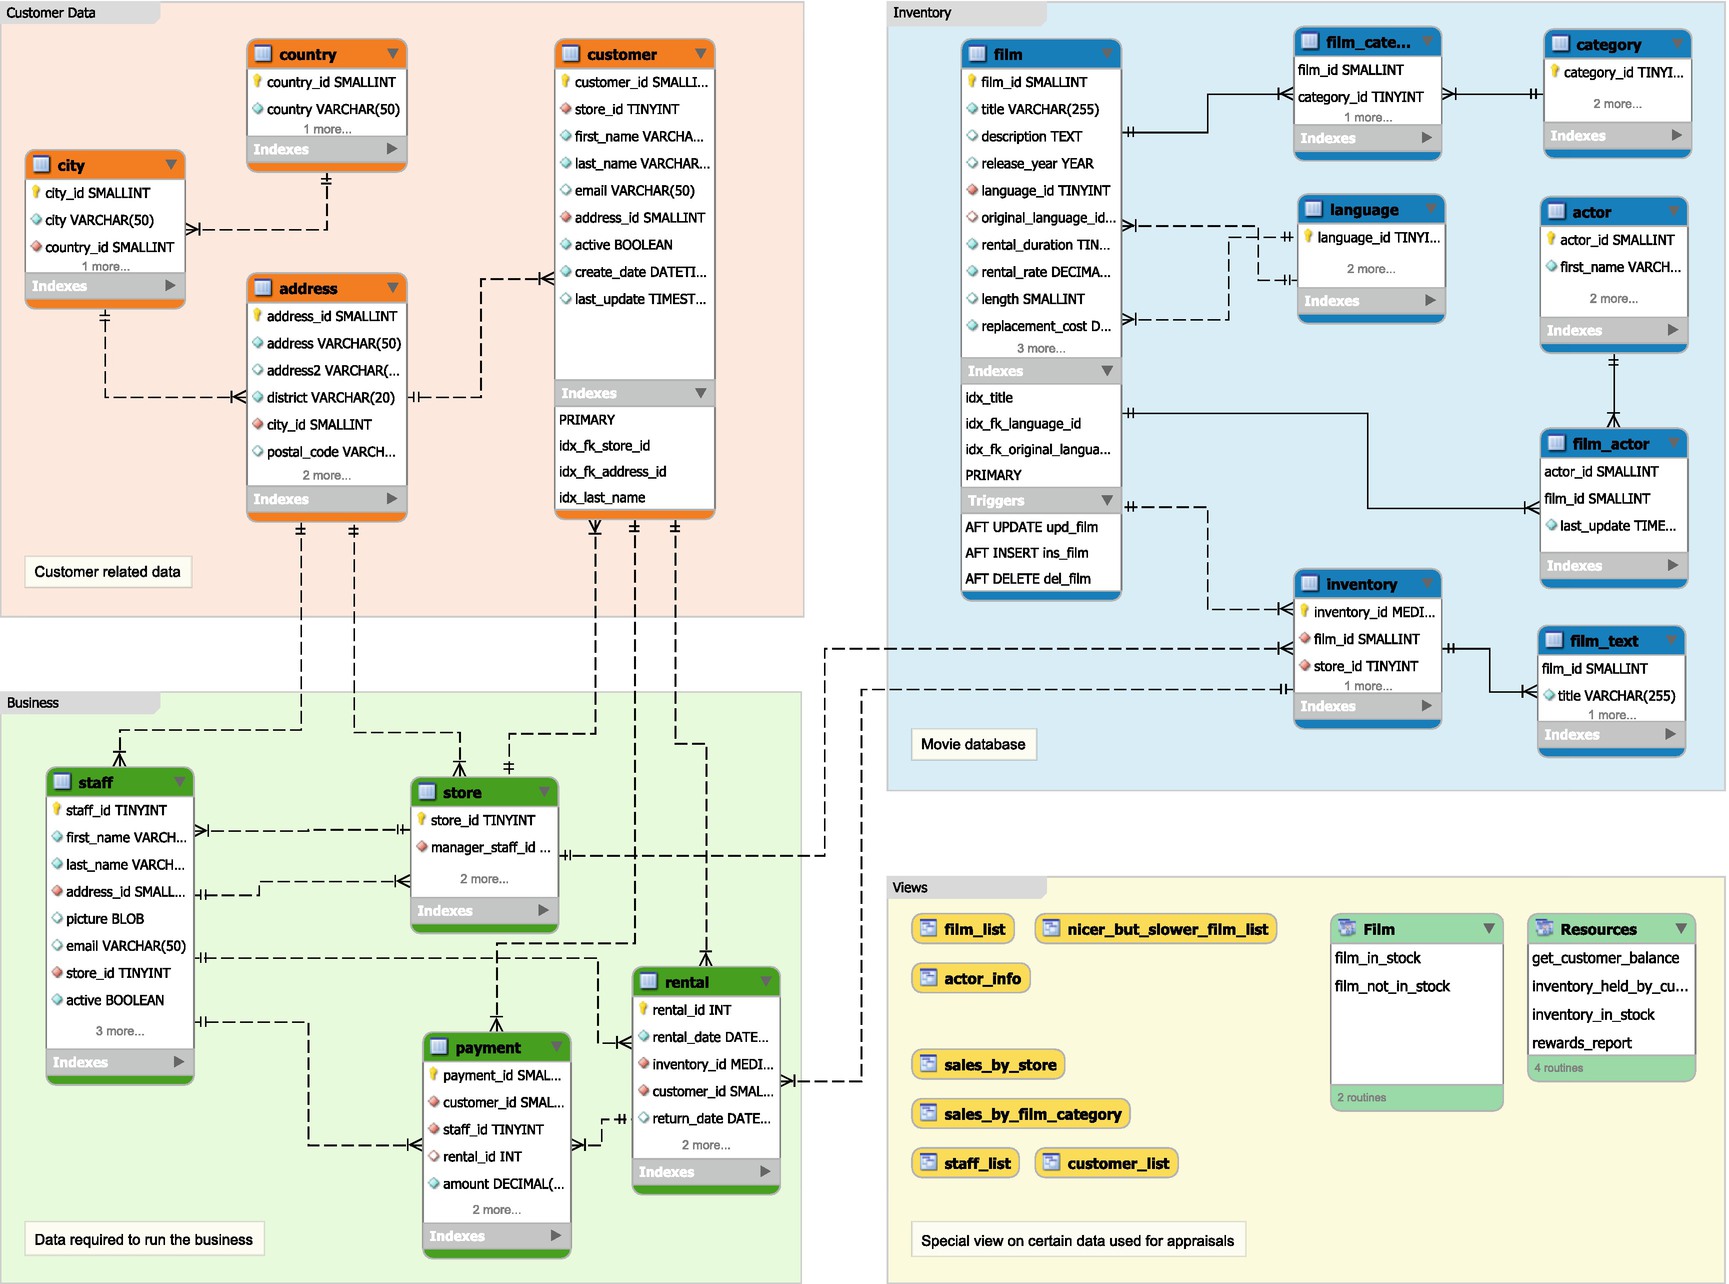 Customer Data
country
country_id SMALLINT
country VARCHAR(50)
1 more...
Indexes
city
city_id SMALLINT
city VARCHAR(50)
country_id SMALLINT
1 more...
Indexes
address
address_id SMALLINT
address VARCHAR(50)
address2 VARCHAR(...
district VARCHAR(20)
city_id SMALLINT
postal_code VARCH...
2 more...
Indexes
customer
customer_id SMALLI...
store_id TINYINT
first_name VARCHA...
last_name VARCHAR...
email VARCHAR(50)
address_id SMALLINT
active BOOLEAN
create_date DATETI...
last_update TIMEST...
Indexes
PRIMARY
idx_fk_store_id
idx_fk_address_id
idx_last_name
Customer related data
Inventory
film
film_id SMALLINT
title VARCHAR(255)
description TEXT
release_year YEAR
language_id TINYINT
original_language_id...
rental_duration TIN...
rental_rate DECIMA...
length SMALLINT
replacement_cost D...
3 more...
Indexes
idx_title
idx_fk_language_id
idx_fk_original_langua...
PRIMARY
Triggers
AFT UPDATE upd_film
AFT INSERT ins_film
AFT DELETE del_film
film_cate...
film_id SMALLINT
category_id TINYINT
1 more...
Indexes
category
category_id TINYI...
2 more...
Indexes
language
language_id TINYI...
2 more...
Indexes
actor
actor_id SMALLINT
first_name VARCH...
2 more...
Indexes
film_actor
actor_id SMALLINT
film_id SMALLINT
last_update TIME...
Indexes
inventory
inventory_id MEDI...
film_id SMALLINT
store_id TINYINT
1 more...
Indexes
film_text
film_id SMALLINT
title VARCHAR(255)
1 more...
Indexes
Movie database
Business
staff
staff_id TINYINT
first_name VARCH...
last_name VARCH...
address_id SMALL...
picture BLOB
email VARCHAR(50)
store_id TINYINT
active BOOLEAN
3 more...
Indexes
store
store_id TINYINT
manager_staff_id ...
2 more...
Indexes
payment
payment_id SMAL...
customer_id SMAL...
staff_id TINYINT
rental_id INT
amount DECIMAL(...
2 more...
Indexes
rental
rental_id INT
rental_date DATE...
inventory_id MEDI...
customer_id SMAL...
return_date DATE...
2 more...
Indexes
Data required to run the business
Views
film_list
nicer_but_slower_film_list
actor_info
sales_by_store
sales_by_film_category
staff_list
customer_list
Film
film_in_stock
film_not_in_stock
2 routines
Resources
get_customer_balance
inventory_held_by_cu...
inventory_in_stock
rewards_report
4 routines
Special view on certain data used for appraisals